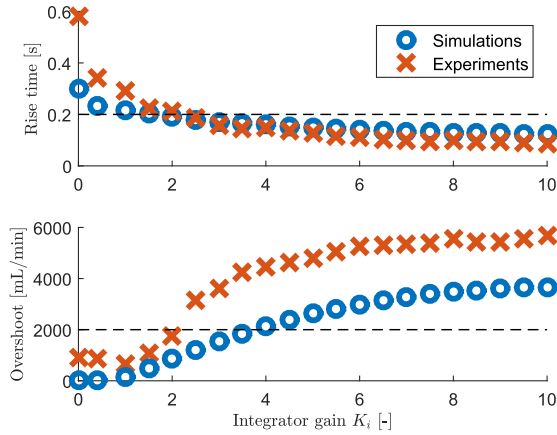 0.6
0.4
0.2
0
Rise time [s]
Simulations
Experiments
0 2 4 6 8 10
6000
4000
2000
0
Overshoot [mL/min]
0 2 4 6 8 10
Integrator gain K_i [-]